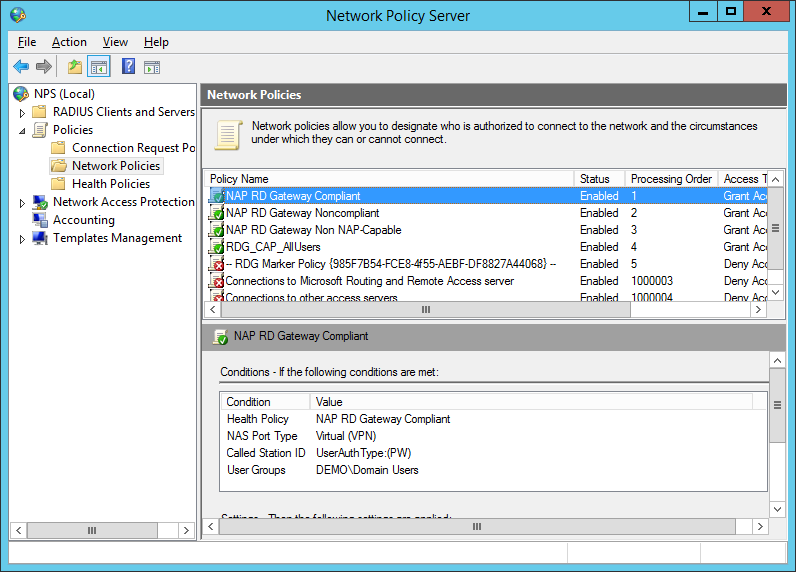 Network Policy Server
File Action View Help
NPS (Local)
RADIUS Clients and Servers
Policies
Connection Request Po
Network Policies
Health Policies
Network Access Protection
Accounting
Templates Management
Network Policies
Network policies allow you to designate who is authorized to connect to the network and the circumstances
under which they can or cannot connect.
Policy Name Status Processing Order Access T
NAP RD Gateway Compliant Enabled 1 Grant Acc
NAP RD Gateway Noncompliant Enabled 2 Grant Acc
NAP RD Gateway Non NAP-Capable Enabled 3 Grant Acc
RDG_CAP_AllUsers Enabled 4 Grant Acc
-- RDG Marker Policy {985F7B54-FCE8-4f55-AEBF-DF8827A44068} -- Enabled 5 Deny Acc
Connections to Microsoft Routing and Remote Access server Enabled 1000003 Deny Acc
Connections to other access servers Enabled 1000004 Deny Acc
NAP RD Gateway Compliant
Conditions - If the following conditions are met:
Condition Value
Health Policy NAP RD Gateway Compliant
NAS Port Type Virtual (VPN)
Called Station ID UserAuthType:(PW)
User Groups DEMO\Domain Users
Settings - Then the following settings are applied: